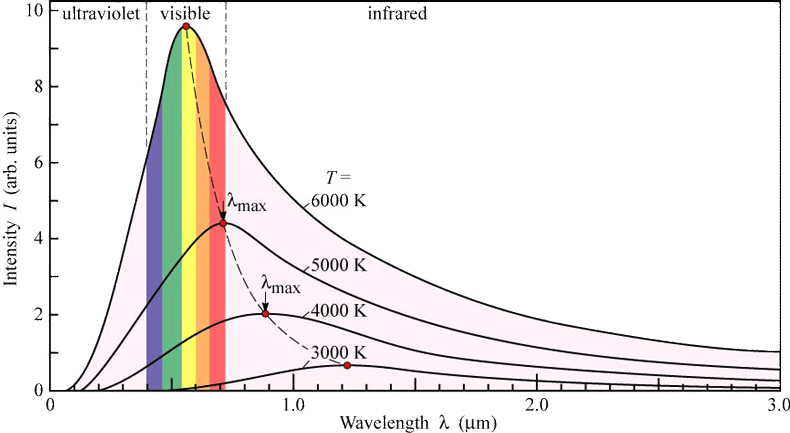 10
ultraviolet visible infrared
8
6
4
2
0
Intensity I (arb. units)
T =
6000 K
λmax
5000 K
λmax
4000 K
3000 K
0 1.0 2.0 3.0
Wavelength λ (μm)